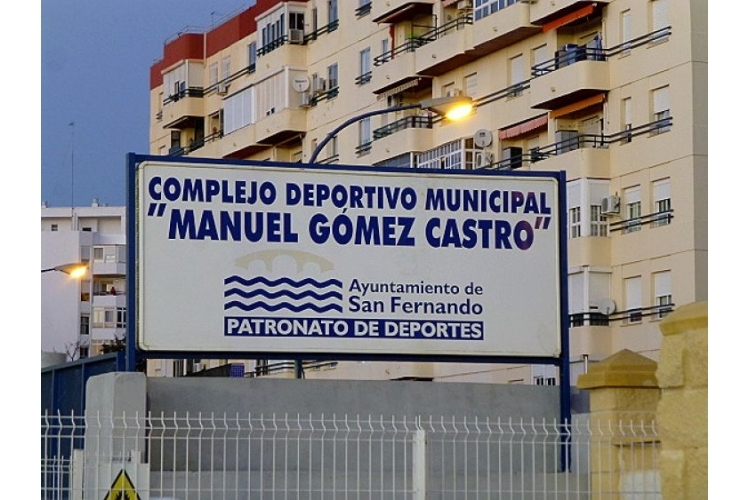 COMPLEJO DEPORTIVO MUNICIPAL
"MANUEL GÓMEZ CASTRO"
Ayuntamiento de
San Fernando
PATRONATO DE DEPORTES